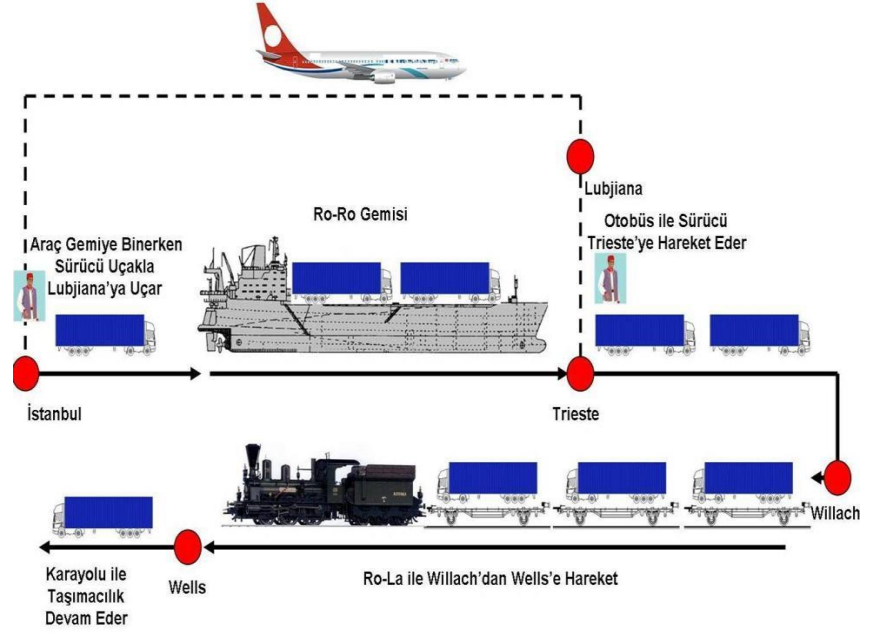 Lubjiana
Ro-Ro Gemisi
Araç Gemiye Binerken
Sürücü Uçakla
Lubjiana'ya Uçar
Otobüs ile Sürücü
Trieste'ye Hareket Eder
İstanbul
Trieste
Willach
Ro-La ile Willach'dan Wells'e Hareket
Wells
Karayolu ile
Taşımacılık
Devam Eder